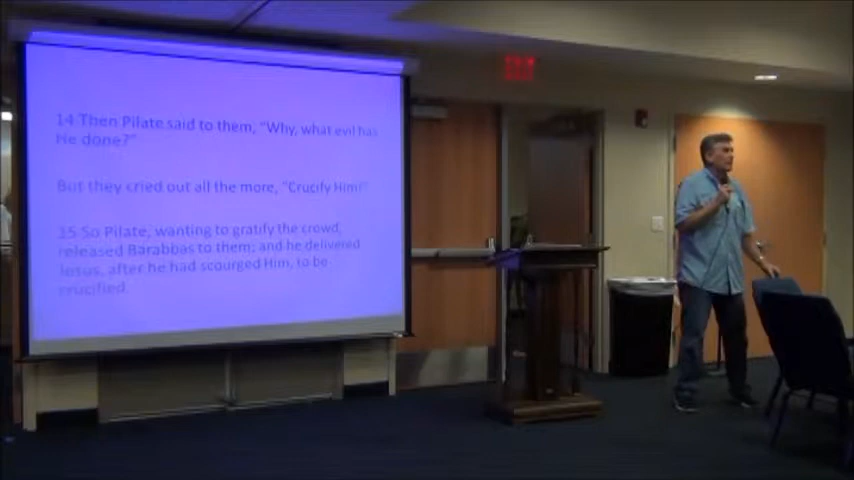 14 Then Pilate said to them, "Why, what evil has
He done?"
But they cried out all the more, "Crucify Him!"
15 So Pilate, wanting to gratify the crowd,
released Barabbas to them; and he delivered
Jesus, after he had scourged Him, to be
crucified.
EXIT